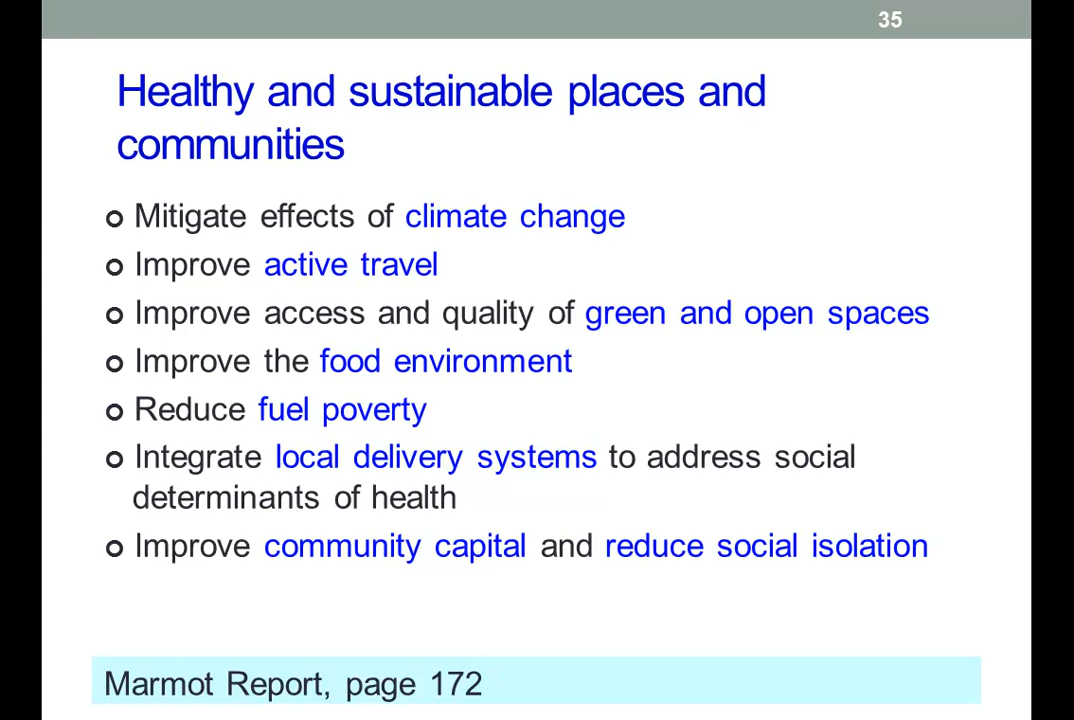 35
Healthy and sustainable places and
communities
Mitigate effects of climate change
Improve active travel
Improve access and quality of green and open spaces
Improve the food environment
Reduce fuel poverty
Integrate local delivery systems to address social
determinants of health
Improve community capital and reduce social isolation
Marmot Report, page 172